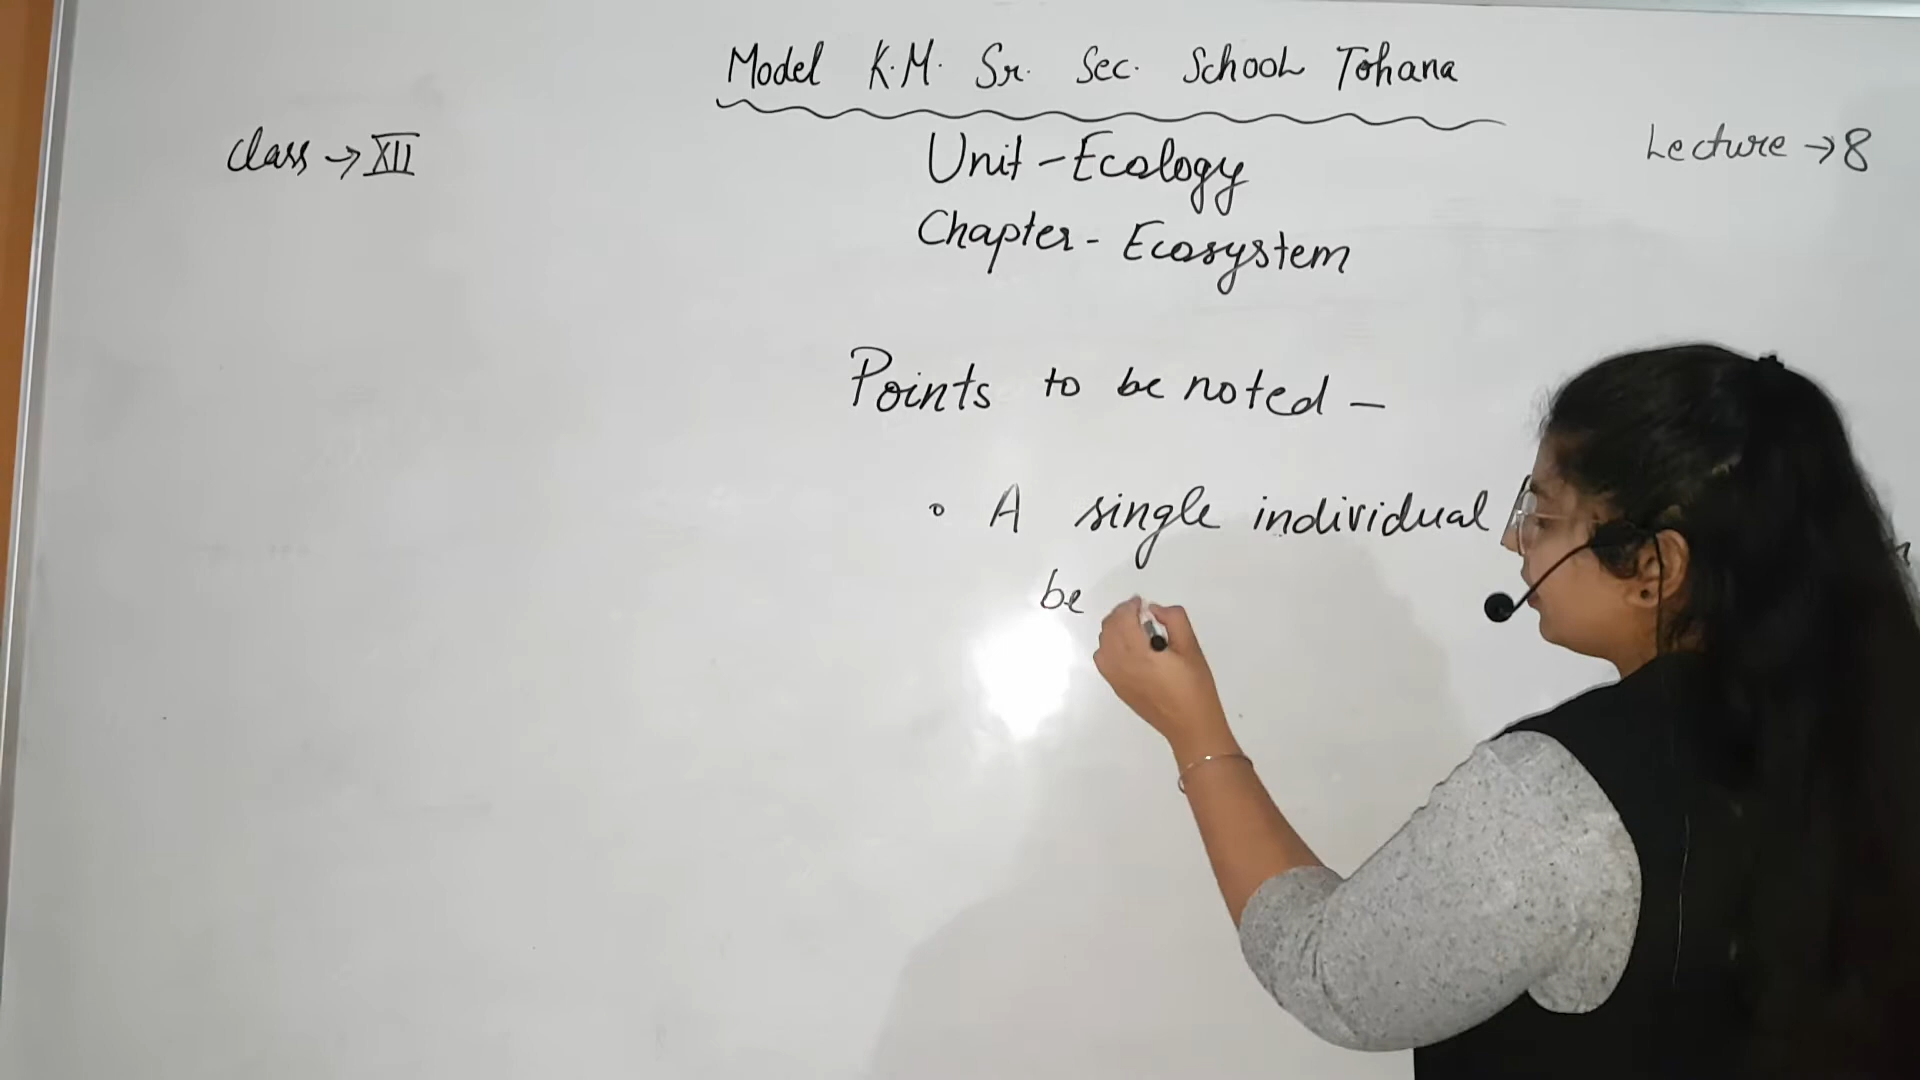 Model K.M. Sr. Sec. School Tohana
Class → XII
Lecture → 8
Unit - Ecology
Chapter - Ecosystem
Points to be noted -
• A single individual
be